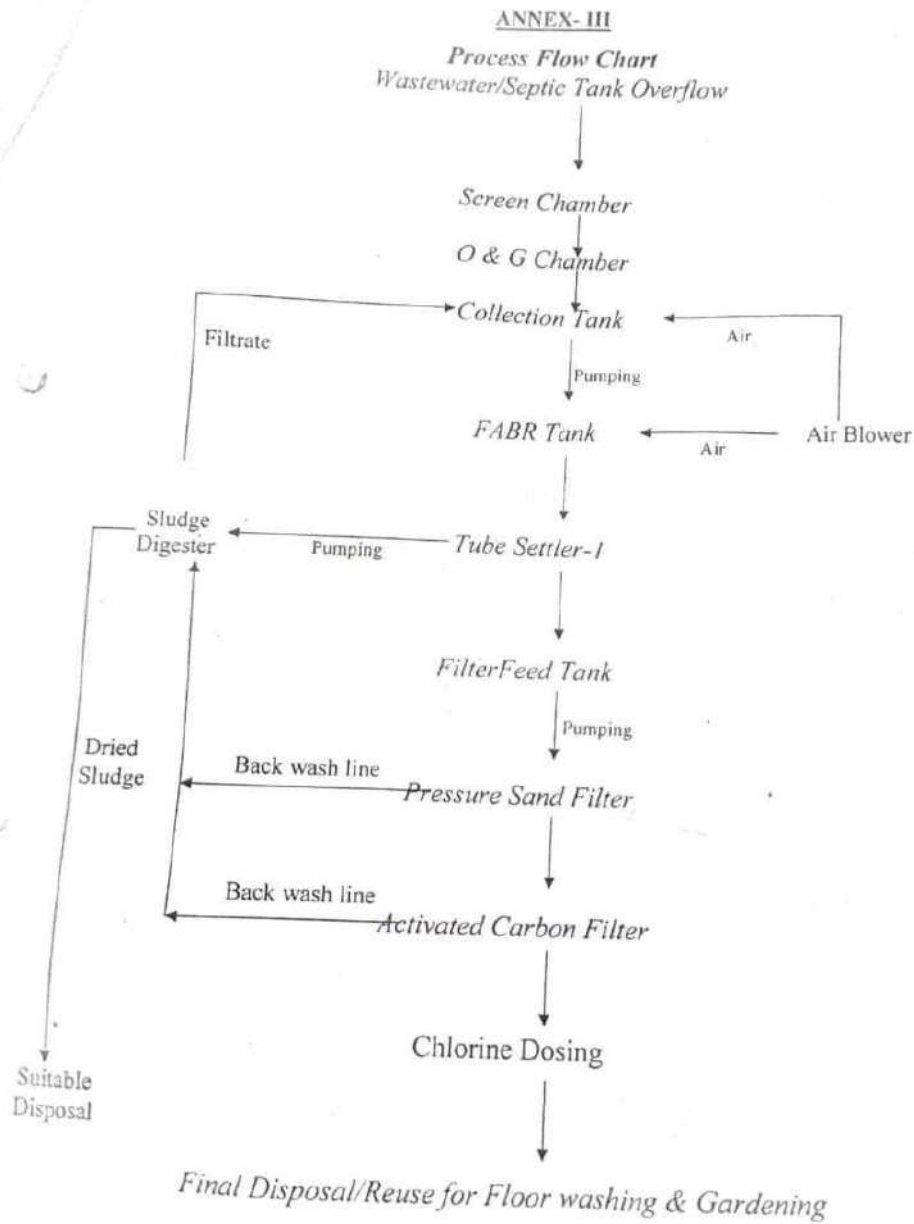 ANNEX- III
Process Flow Chart
Wastewater/Septic Tank Overflow
Screen Chamber
O & G Chamber
Collection Tank
Filtrate
Air
Pumping
FABR Tank
Air
Air Blower
Sludge
Digester
Pumping
Tube Settler-1
FilterFeed Tank
Pumping
Dried
Sludge
Back wash line
Pressure Sand Filter
Back wash line
Activated Carbon Filter
Chlorine Dosing
Suitable
Disposal
Final Disposal/Reuse for Floor washing & Gardening